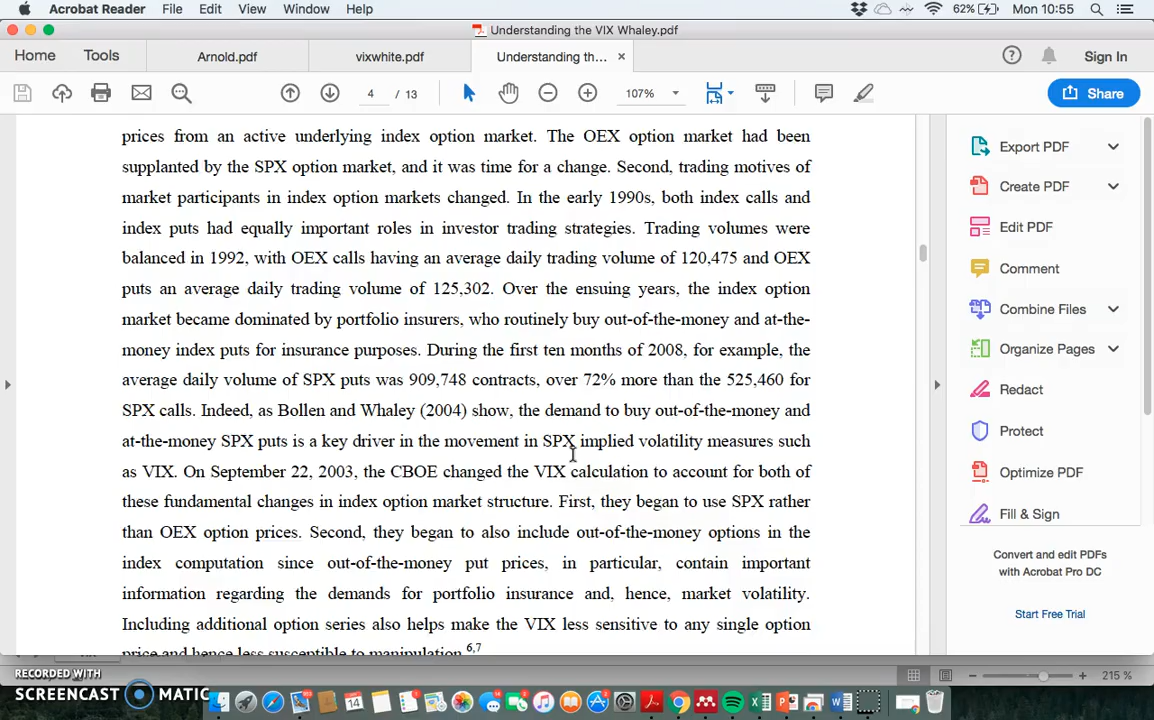 Acrobat Reader File Edit View Window Help 62% Mon 10:55
Understanding the VIX Whaley.pdf
Home Tools Arnold.pdf vixwhite.pdf Understanding th... × Sign In
4 / 13 107% Share
prices from an active underlying index option market. The OEX option market had been
supplanted by the SPX option market, and it was time for a change. Second, trading motives of
market participants in index option markets changed. In the early 1990s, both index calls and
index puts had equally important roles in investor trading strategies. Trading volumes were
balanced in 1992, with OEX calls having an average daily trading volume of 120,475 and OEX
puts an average daily trading volume of 125,302. Over the ensuing years, the index option
market became dominated by portfolio insurers, who routinely buy out-of-the-money and at-the-
money index puts for insurance purposes. During the first ten months of 2008, for example, the
average daily volume of SPX puts was 909,748 contracts, over 72% more than the 525,460 for
SPX calls. Indeed, as Bollen and Whaley (2004) show, the demand to buy out-of-the-money and
at-the-money SPX puts is a key driver in the movement in SPX implied volatility measures such
as VIX. On September 22, 2003, the CBOE changed the VIX calculation to account for both of
these fundamental changes in index option market structure. First, they began to use SPX rather
than OEX option prices. Second, they began to also include out-of-the-money options in the
index computation since out-of-the-money put prices, in particular, contain important
information regarding the demands for portfolio insurance and, hence, market volatility.
Including additional option series also helps make the VIX less sensitive to any single option
price and hence less susceptible to manipulation.6,7
Export PDF
Create PDF
Edit PDF
Comment
Combine Files
Organize Pages
Redact
Protect
Optimize PDF
Fill & Sign
Convert and edit PDFs
with Acrobat Pro DC
Start Free Trial
215 %
RECORDED WITH
SCREENCAST MATIC